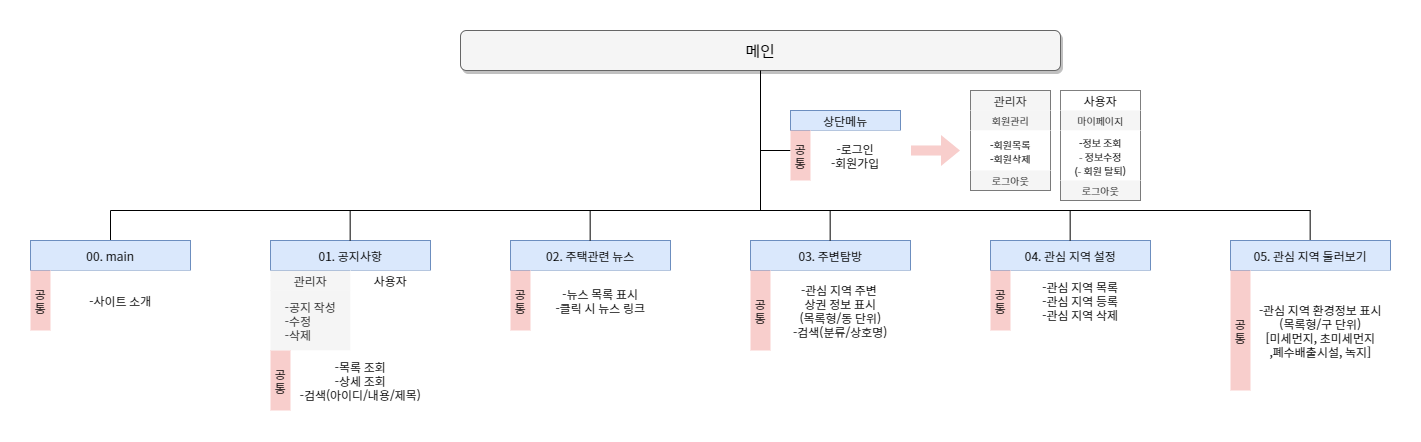 메인
상단메뉴
공
통
-로그인
-회원가입
관리자
회원관리
-회원목록
-회원삭제
로그아웃
사용자
마이페이지
-정보 조회
- 정보수정
(- 회원 탈퇴)
로그아웃
00. main
공
통
-사이트 소개
01. 공지사항
관리자
사용자
-공지 작성
-수정
-삭제
공
통
-목록 조회
-상세 조회
-검색(아이디/내용/제목)
02. 주택관련 뉴스
공
통
-뉴스 목록 표시
-클릭 시 뉴스 링크
03. 주변탐방
공
통
-관심 지역 주변
상권 정보 표시
(목록형/동 단위)
-검색(분류/상호명)
04. 관심 지역 설정
공
통
-관심 지역 목록
-관심 지역 등록
-관심 지역 삭제
05. 관심 지역 둘러보기
공
통
-관심 지역 환경정보 표시
(목록형/구 단위)
[미세먼지, 초미세먼지
,폐수배출시설, 녹지]